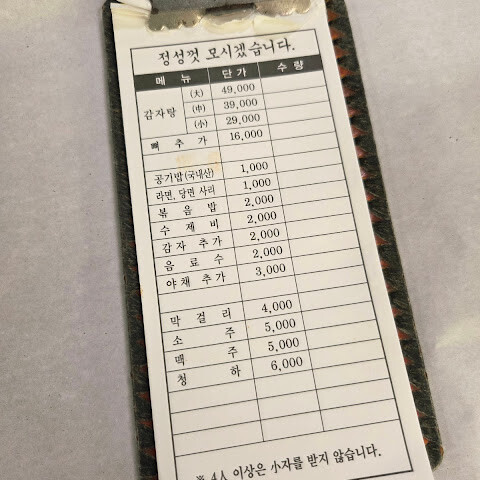 정성껏 모시겠습니다.
메 뉴 단 가 수 량
감자탕 (大) 49,000
(中) 39,000
(小) 29,000
뼈 추 가 16,000
공기밥(국내산) 1,000
라면, 당면 사리 1,000
볶 음 밥 2,000
수 제 비 2,000
감 자 추 가 2,000
음 료 수 2,000
야 채 추 가 3,000
막 걸 리 4,000
소 주 5,000
맥 주 5,000
청 하 6,000
※ 4人 이상은 小자를 받지 않습니다.